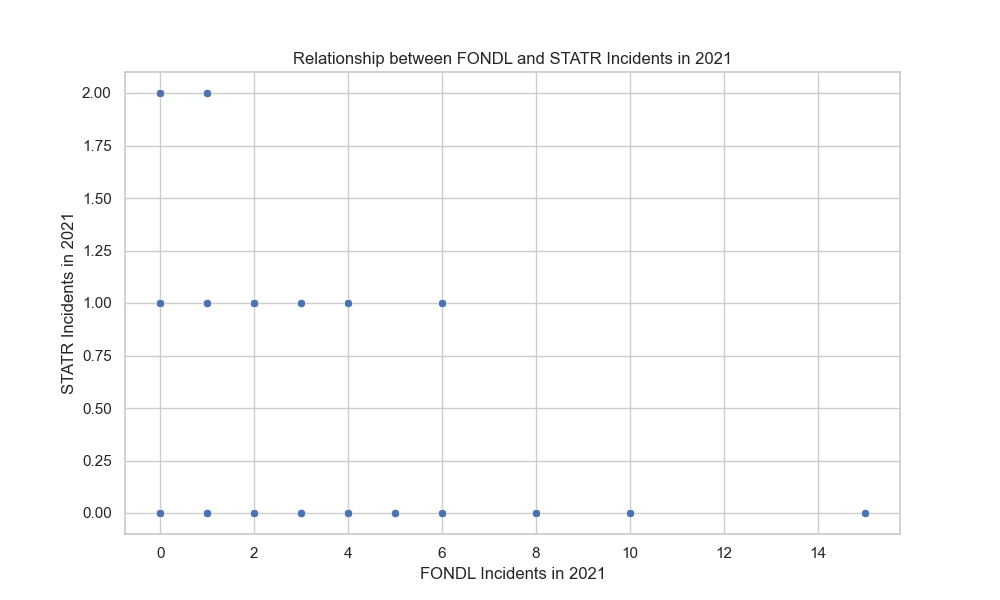 Relationship between FONDL and STATR Incidents in 2021
2.00
1.75
1.50
1.25
1.00
0.75
0.50
0.25
0.00
STATR Incidents in 2021
0 2 4 6 8 10 12 14
FONDL Incidents in 2021